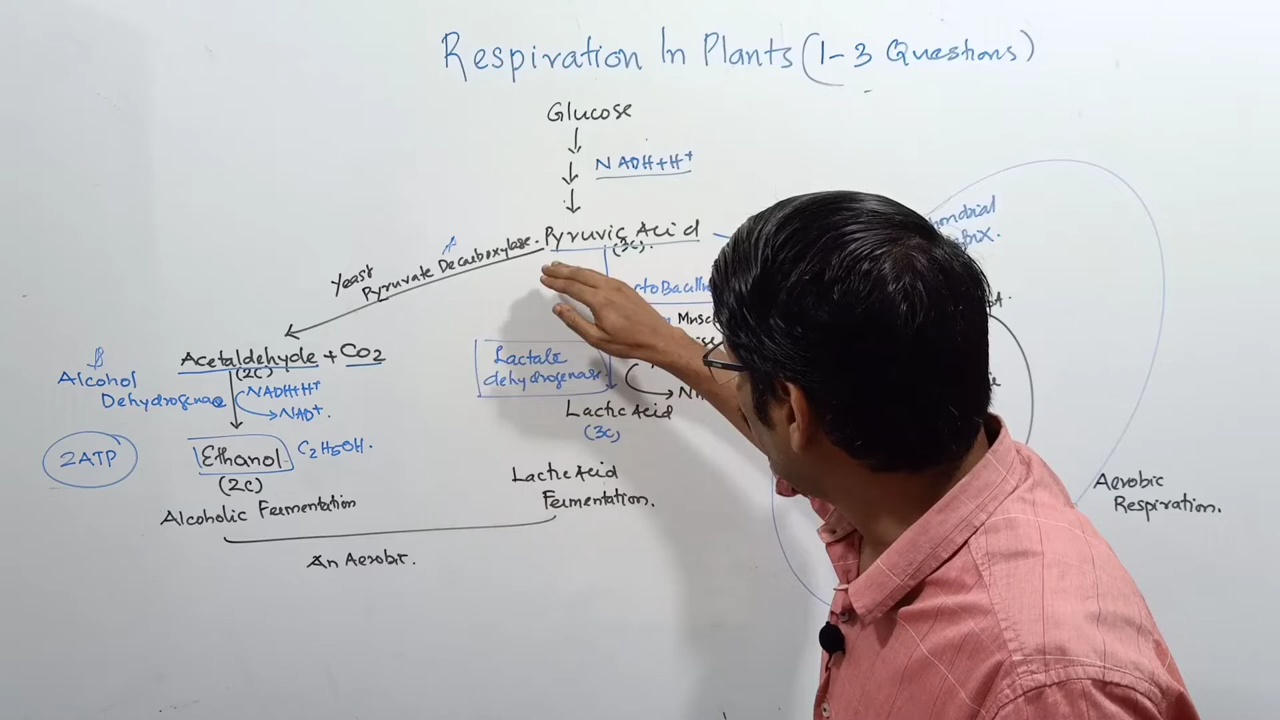 Respiration In Plants (1-3 Questions)
Glucose
NADH+H⁺
Pyruvic Acid
(3C).
Yeast
A
Pyruvate Decarboxylase.
Acetaldehyde + CO2
(2C)
B
Alcohol
Dehydrogenase
NADH+H⁺
NAD⁺.
2ATP
Ethanol
C2H5OH.
(2C)
Alcoholic Fermentation
Lactate
dehydrogenase.
Lactic Acid
(3C)
Lactic Acid
Fermentation.
An Aerobic.
Aerobic
Respiration.